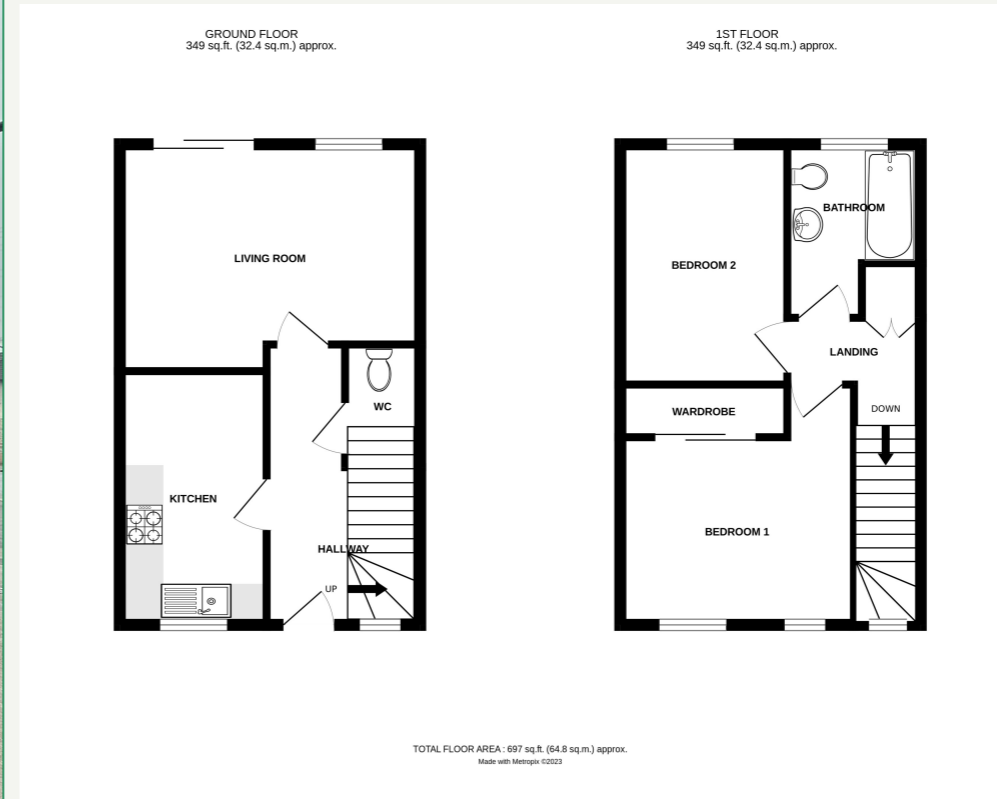 GROUND FLOOR
349 sq.ft. (32.4 sq.m.) approx.
LIVING ROOM
WC
KITCHEN
HALLWAY
UP
1ST FLOOR
349 sq.ft. (32.4 sq.m.) approx.
BATHROOM
BEDROOM 2
LANDING
DOWN
WARDROBE
BEDROOM 1
TOTAL FLOOR AREA : 697 sq.ft. (64.8 sq.m.) approx.
Made with Metropix ©2023